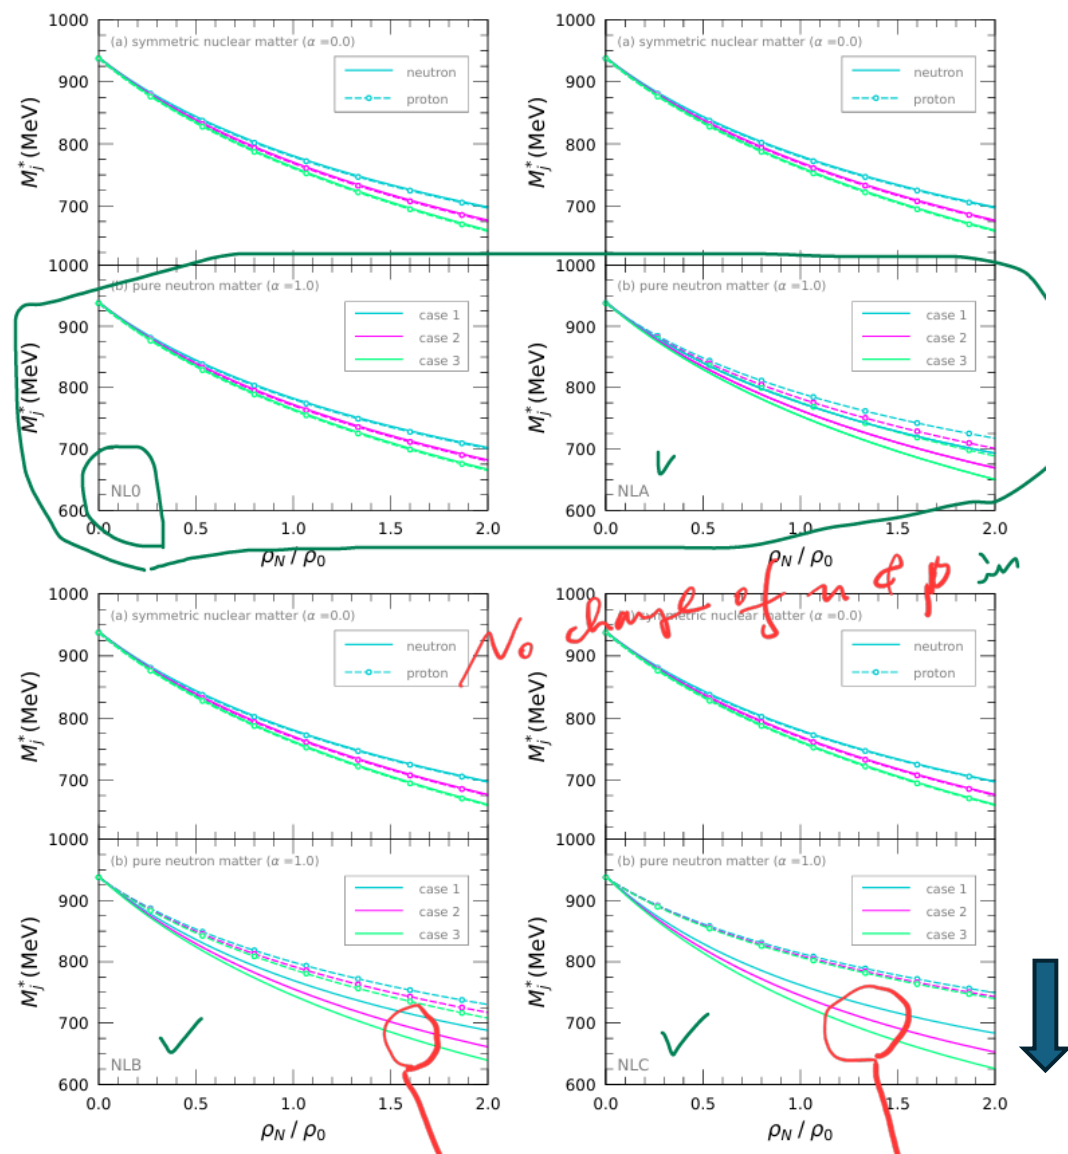 1000
(a) symmetric nuclear matter (α =0.0)
neutron
proton
900
800
700
M*j (MeV)
1000
(a) symmetric nuclear matter (α =0.0)
neutron
proton
900
800
700
M*j (MeV)
1000
(b) pure neutron matter (α =1.0)
case 1
case 2
case 3
900
800
700
600
M*j (MeV)
NL0
0.0 0.5 1.0 1.5 2.0
ρN / ρ0
1000
(b) pure neutron matter (α =1.0)
case 1
case 2
case 3
900
800
700
600
M*j (MeV)
NLA
0.0 0.5 1.0 1.5 2.0
ρN / ρ0
No change of n & p in
1000
(a) symmetric nuclear matter (α =0.0)
neutron
proton
900
800
700
M*j (MeV)
1000
(a) symmetric nuclear matter (α =0.0)
neutron
proton
900
800
700
M*j (MeV)
1000
(b) pure neutron matter (α =1.0)
case 1
case 2
case 3
900
800
700
600
M*j (MeV)
NLB
0.0 0.5 1.0 1.5 2.0
ρN / ρ0
1000
(b) pure neutron matter (α =1.0)
case 1
case 2
case 3
900
800
700
600
M*j (MeV)
NLC
0.0 0.5 1.0 1.5 2.0
ρN / ρ0